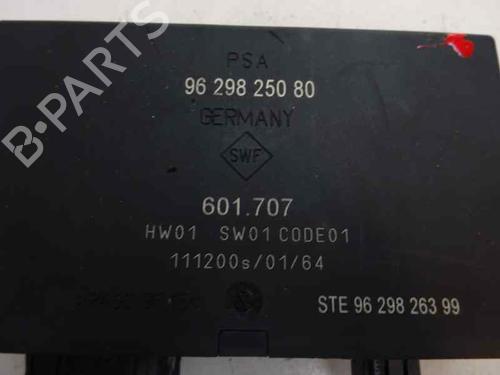 PSA
96 298 250 80
GERMANY
SWF
601.707
HW01 SW01 CODE01
111200s/01/64
STE 96 298 263 99